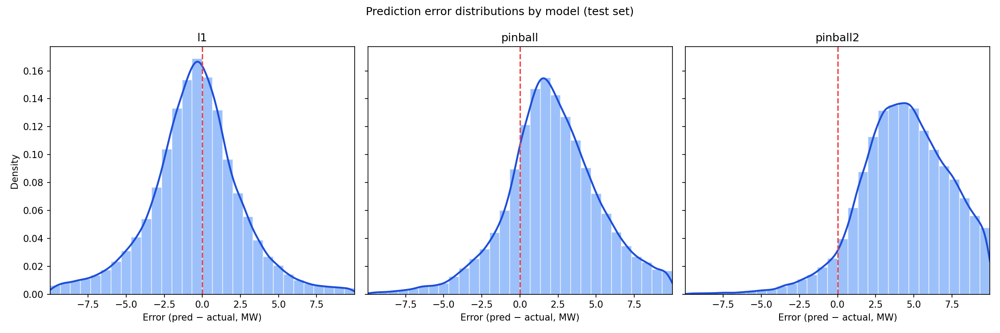 Prediction error distributions by model (test set)
l1
pinball
pinball2
Density
0.16
0.14
0.12
0.10
0.08
0.06
0.04
0.02
0.00
−7.5 −5.0 −2.5 0.0 2.5 5.0 7.5
−7.5 −5.0 −2.5 0.0 2.5 5.0 7.5
−7.5 −5.0 −2.5 0.0 2.5 5.0 7.5
Error (pred − actual, MW)
Error (pred − actual, MW)
Error (pred − actual, MW)